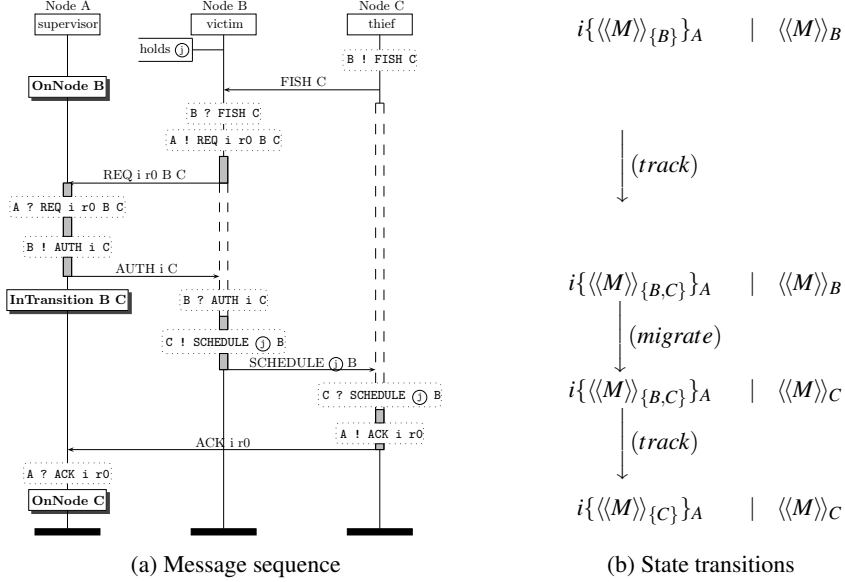 Node A Node B Node C
supervisor victim thief
holds j
B ! FISH C
FISH C
OnNode B
B ? FISH C
A ! REQ i r0 B C
REQ i r0 B C
A ? REQ i r0 B C
B ! AUTH i C
AUTH i C
InTransition B C
B ? AUTH i C
C ! SCHEDULE j B
SCHEDULE j B
C ? SCHEDULE j B
A ! ACK i r0
ACK i r0
A ? ACK i r0
OnNode C
(a) Message sequence
i{⟨⟨M⟩⟩{B}}A | ⟨⟨M⟩⟩B
(track)
i{⟨⟨M⟩⟩{B,C}}A | ⟨⟨M⟩⟩B
(migrate)
i{⟨⟨M⟩⟩{B,C}}A | ⟨⟨M⟩⟩C
(track)
i{⟨⟨M⟩⟩{C}}A | ⟨⟨M⟩⟩C
(b) State transitions